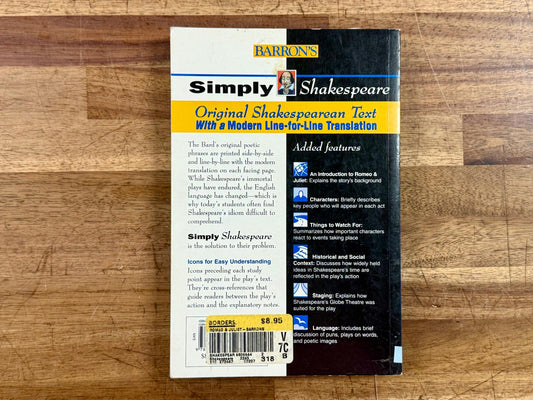 BARRON'S
Simply Shakespeare
Original Shakespearean Text
With a Modern Line-for-Line Translation
The Bard's original poetic
phrases are printed side-by-side
and line-by-line with the modern
translation on each facing page.
While Shakespeare's immortal
plays have endured, the English
language has changed—which is
why today's students often find
Shakespeare's idiom difficult to
comprehend.
Simply Shakespeare
is the solution to their problem.
Icons for Easy Understanding
Icons preceding each study
point appear in the play's text.
They're cross-references that
guide readers between the play's
action and the explanatory notes.
Added features
An Introduction to Romeo &
Juliet: Explains the story's background
Characters: Briefly describes
key people who will appear in each act
Things to Watch For:
Summarizes how important characters
react to events taking place
Historical and Social
Context: Discusses how widely held
ideas in Shakespeare's time are
reflected in the play's action
Staging: Explains how
Shakespeare's Globe Theatre was
suited for the play
Language: Includes brief
discussion of puns, plays on words,
and poetic images
BORDERS. $8.95
ROMEO & JULIET - BARRONS
V
7C
B
318